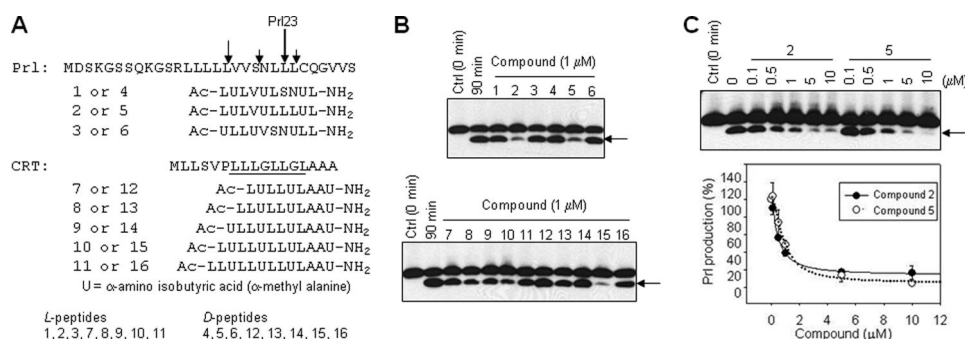 A
Prl23
Prl: MDSKGSSQKGSRLLLLLVVSNLLLCQGVVS
1 or 4 Ac-LULVULSNUL-NH2
2 or 5 Ac-LULVUVSNUL-NH2
3 or 6 Ac-ULLUVSNULL-NH2
CRT: MLLSVPLLLGLLGLAAA
7 or 12 Ac-LULLULAAU-NH2
8 or 13 Ac-LULLULAAU-NH2
9 or 14 Ac-LULLULAAU-NH2
10 or 15 Ac-LULLULLULAAU-NH2
11 or 16 Ac-LLULLULLULAAU-NH2
U = α-amino isobutyric acid (α-methyl alanine)
L-peptides D-peptides
1,2,3,7,8,9,10,11 4,5,6,12,13,14,15,16
B
Ctrl (0 min)
90 min
Compound (1 μM)
1 2 3 4 5 6
Ctrl (0 min)
90 min
Compound (1 μM)
7 8 9 10 11 12 13 14 15 16
C
Ctrl (0 min)
2 5
0 0.1 0.5 1 5 10 0.1 0.5 1 5 10 (μM)
Prl production (%)
140
120
100
80
60
40
20
0
Compound 2
Compound 5
0 2 4 6 8 10 12
Compound (μM)